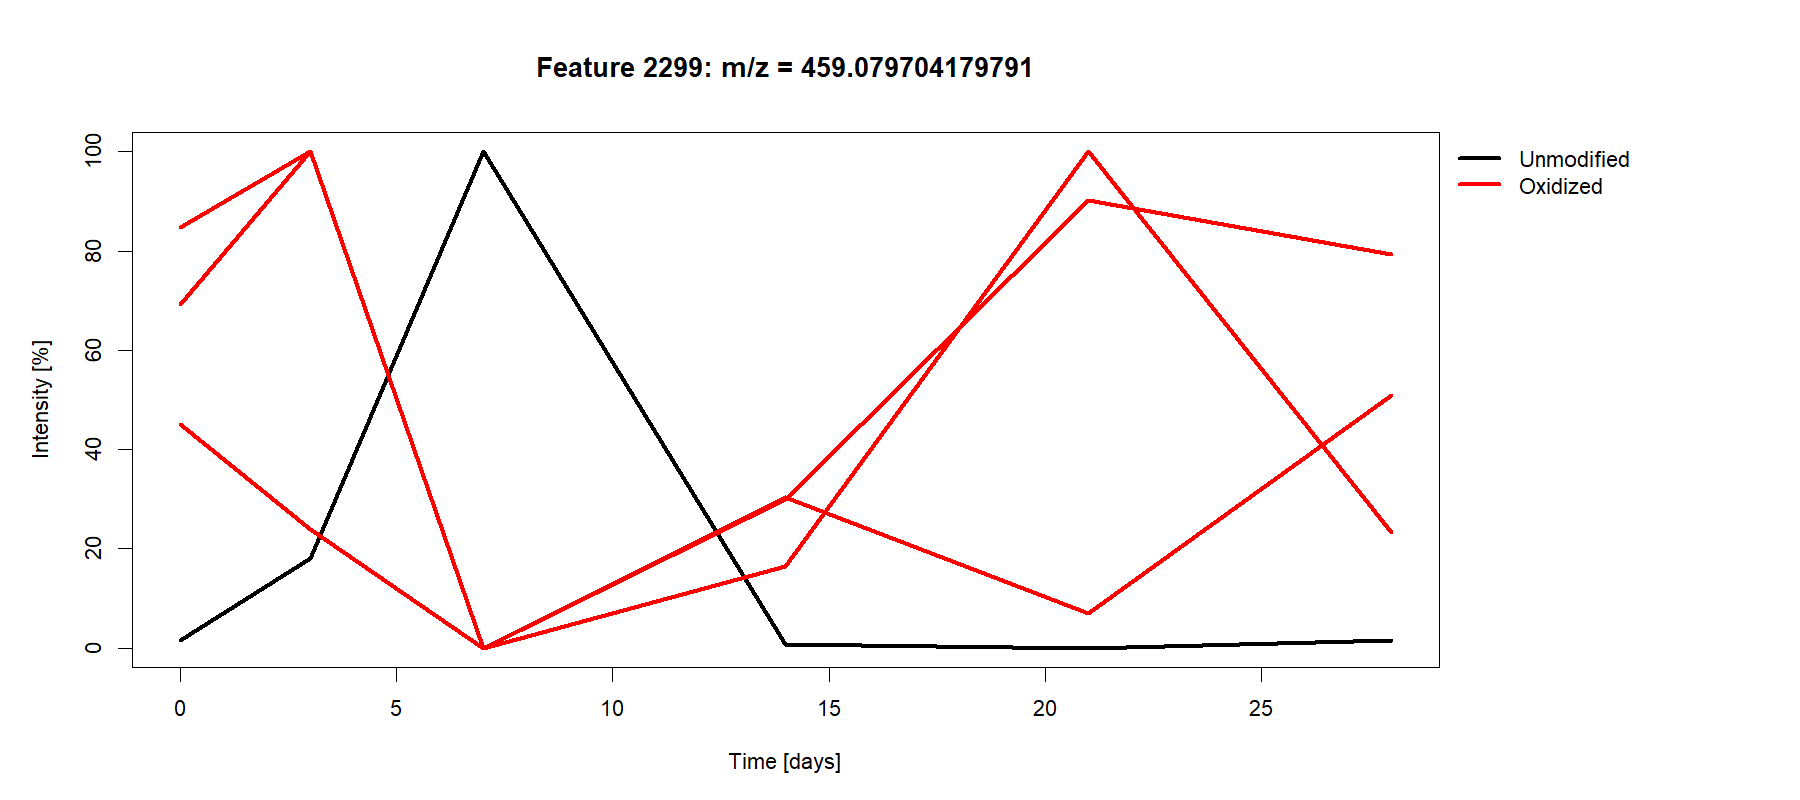 Feature 2299: m/z = 459.079704179791
Unmodified
Oxidized
Intensity [%]
100
80
60
40
20
0
0 5 10 15 20 25
Time [days]